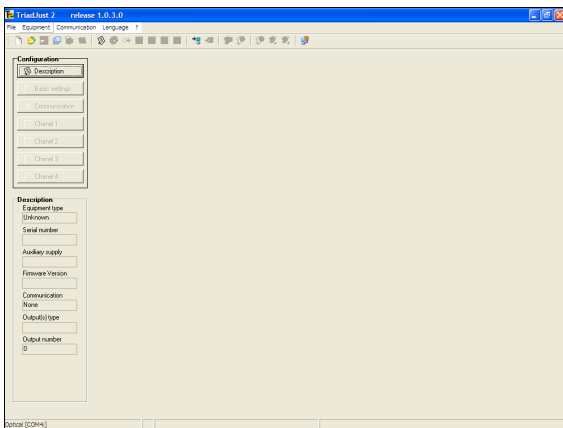 TriadJust 2 release 1.0.3.0
File Equipment Communication Language ?
Configuration
Description
Basic settings
Communication
Chanel 1
Chanel 2
Chanel 3
Chanel 4
Description
Equipment type
Unknown
Serial number
Auxiliary supply
Firmware Version
Communication
None
Output(s) type
Output number
0
Optical [COM4:]